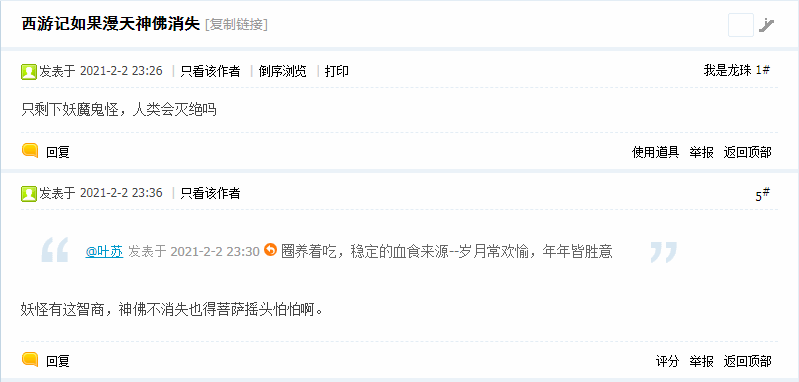 西游记如果漫天神佛消失 [复制链接]
发表于 2021-2-2 23:26 | 只看该作者 | 倒序浏览 | 打印 我是龙珠 1#
只剩下妖魔鬼怪，人类会灭绝吗
回复 使用道具 举报 返回顶部
发表于 2021-2-2 23:36 | 只看该作者 5#
@叶苏 发表于 2021-2-2 23:30 圈养着吃，稳定的血食来源--岁月常欢愉，年年皆胜意
妖怪有这智商，神佛不消失也得菩萨摇头怕怕啊。
回复 评分 举报 返回顶部